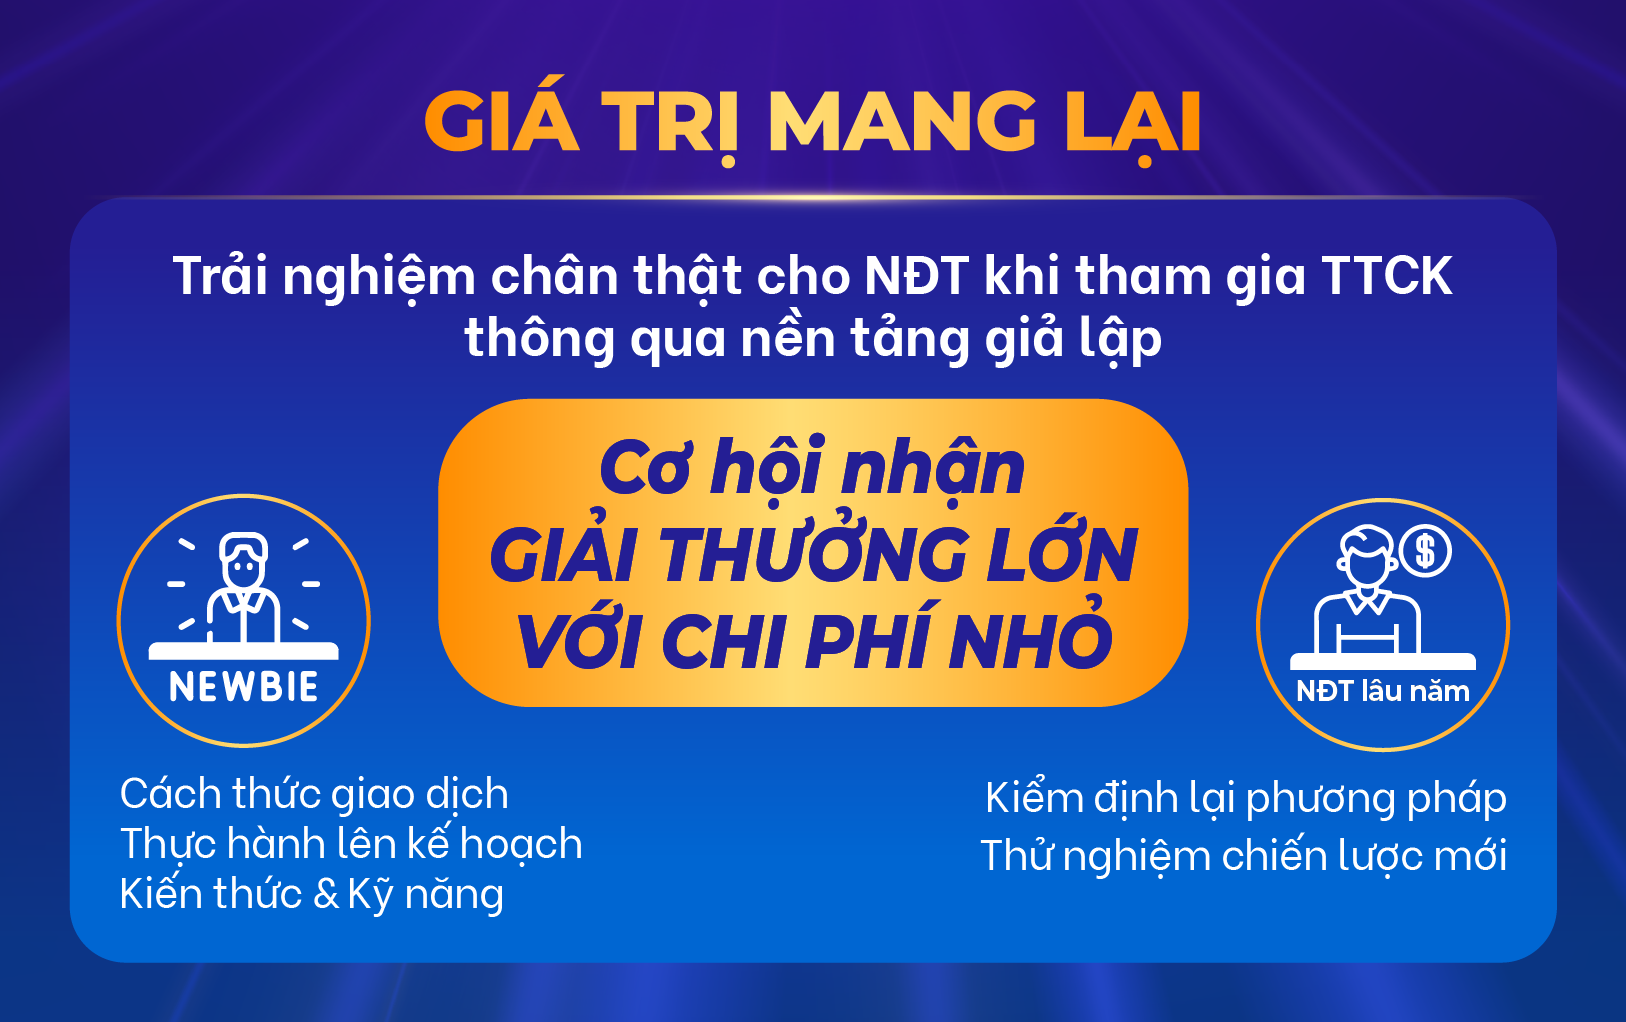 GIÁ TRỊ MANG LẠI
Trải nghiệm chân thật cho NĐT khi tham gia TTCK
thông qua nền tảng giả lập
Cơ hội nhận
GIẢI THƯỞNG LỚN
VỚI CHI PHÍ NHỎ
NEWBIE
Cách thức giao dịch
Thực hành lên kế hoạch
Kiến thức & Kỹ năng
$
NĐT lâu năm
Kiểm định lại phương pháp
Thử nghiệm chiến lược mới